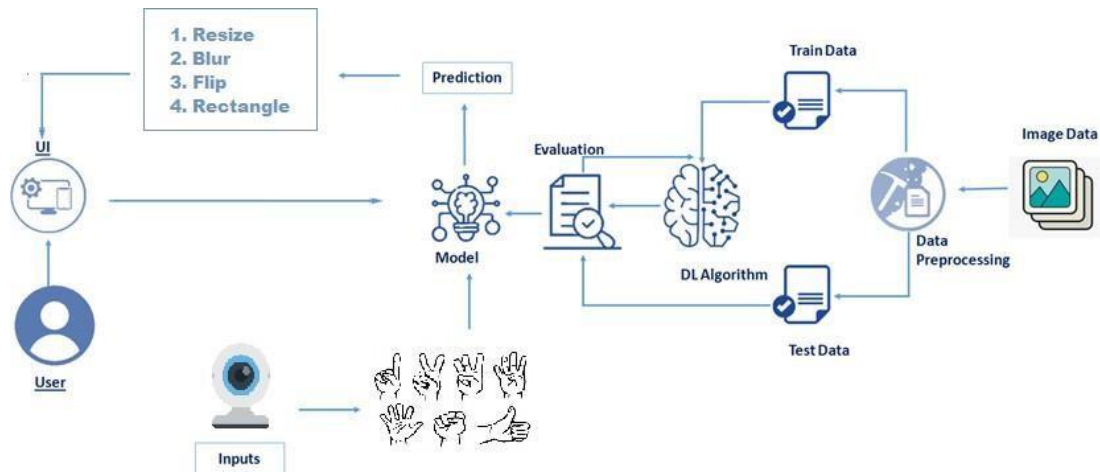 1. Resize
2. Blur
3. Flip
4. Rectangle
Prediction
Train Data
UI
Evaluation
Image Data
Model
DL Algorithm
Data
Preprocessing
User
Test Data
Inputs